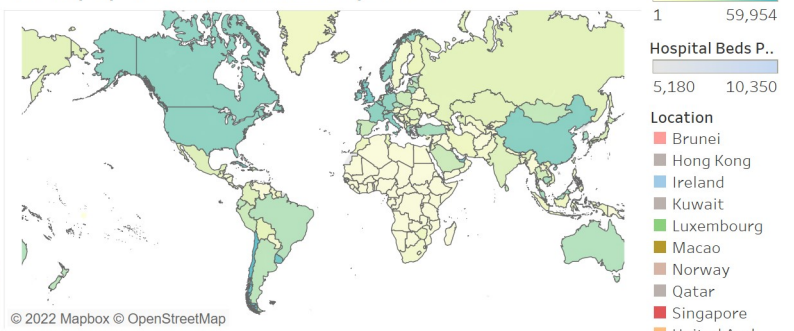 1 59,954
Hospital Beds P..
5,180 10,350
Location
Brunei
Hong Kong
Ireland
Kuwait
Luxembourg
Macao
Norway
Qatar
Singapore
© 2022 Mapbox © OpenStreetMap